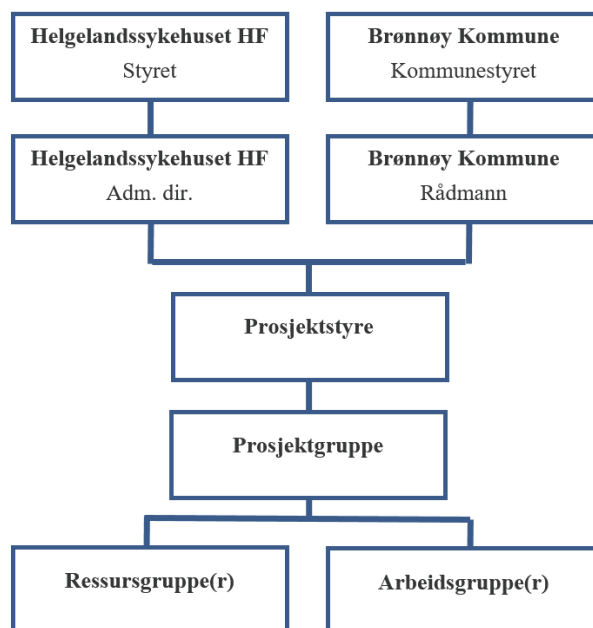 Helgelandssykehuset HF
Styret
Brønnøy Kommune
Kommunestyret
Helgelandssykehuset HF
Adm. dir.
Brønnøy Kommune
Rådmann
Prosjektstyre
Prosjektgruppe
Ressursgruppe(r)
Arbeidsgruppe(r)